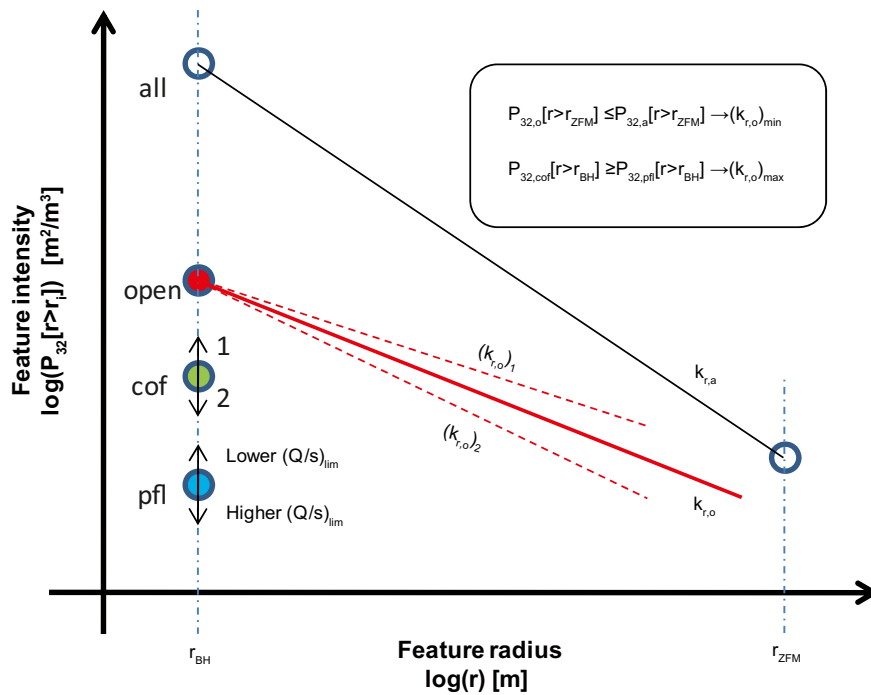 all
P32,o[r>rZFM] ≤P32,a[r>rZFM] →(kr,o)min
P32,cof[r>rBH] ≥P32,pfl[r>rBH] →(kr,o)max
Feature intensity
log(P32[r>ri]) [m2/m3]
open
1
(kr,o)1
cof
kr,a
2
(kr,o)2
Lower (Q/s)lim
pfl
kr,o
Higher (Q/s)lim
rBH
Feature radius
rZFM
log(r) [m]